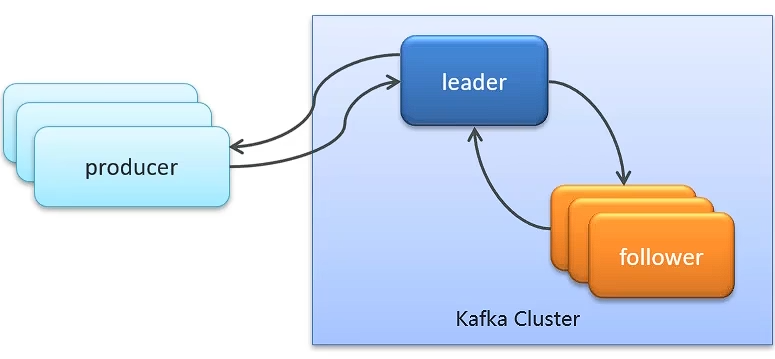 leader
producer
follower
Kafka Cluster